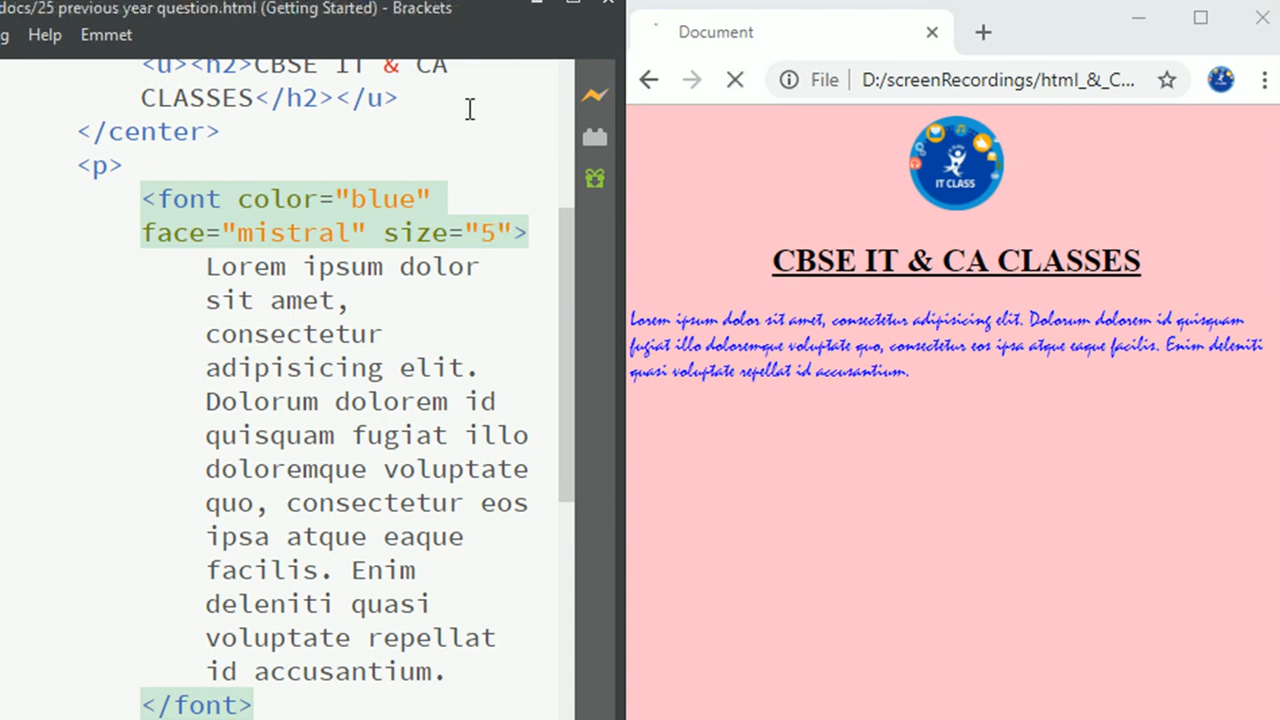 docs/25 previous year question.html (Getting Started) - Brackets
g Help Emmet
<u><h2>CBSE IT & CA
CLASSES</h2></u>
</center>
<p>
<font color="blue"
face="mistral" size="5">
Lorem ipsum dolor
sit amet,
consectetur
adipisicing elit.
Dolorum dolorem id
quisquam fugiat illo
doloremque voluptate
quo, consectetur eos
ipsa atque eaque
facilis. Enim
deleniti quasi
voluptate repellat
id accusantium.
</font>
Document
File D:/screenRecordings/html_&_C...
IT CLASS
CBSE IT & CA CLASSES
Lorem ipsum dolor sit amet, consectetur adipisicing elit. Dolorum dolorem id quisquam
fugiat illo doloremque voluptate quo, consectetur eos ipsa atque eaque facilis. Enim deleniti
quasi voluptate repellat id accusantium.